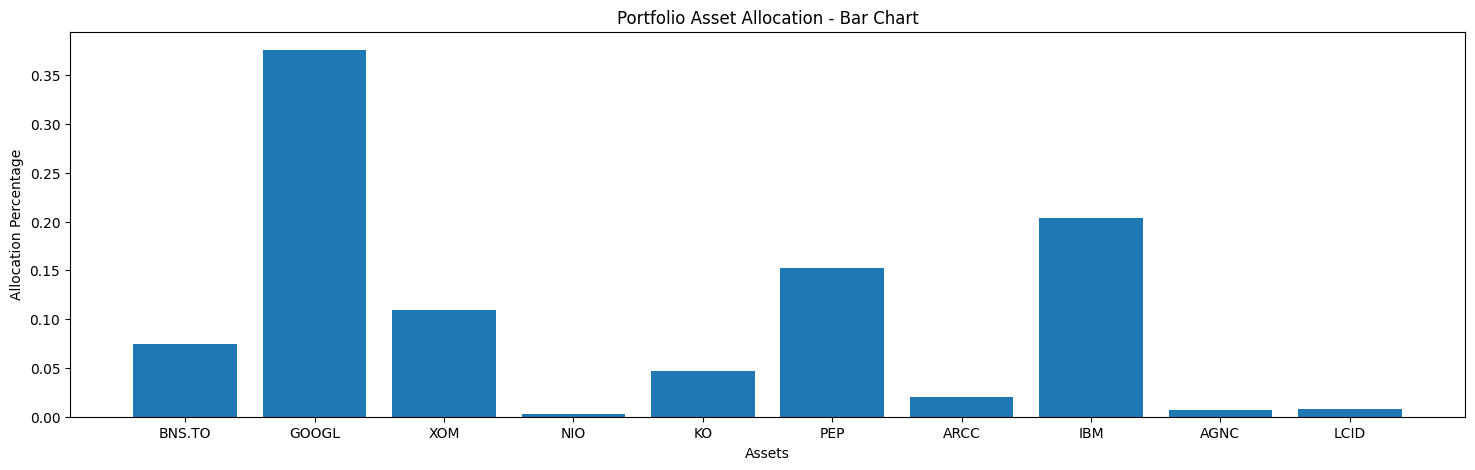 Portfolio Asset Allocation - Bar Chart
Allocation Percentage
0.35
0.30
0.25
0.20
0.15
0.10
0.05
0.00
BNS.TO GOOGL XOM NIO KO PEP ARCC IBM AGNC LCID
Assets